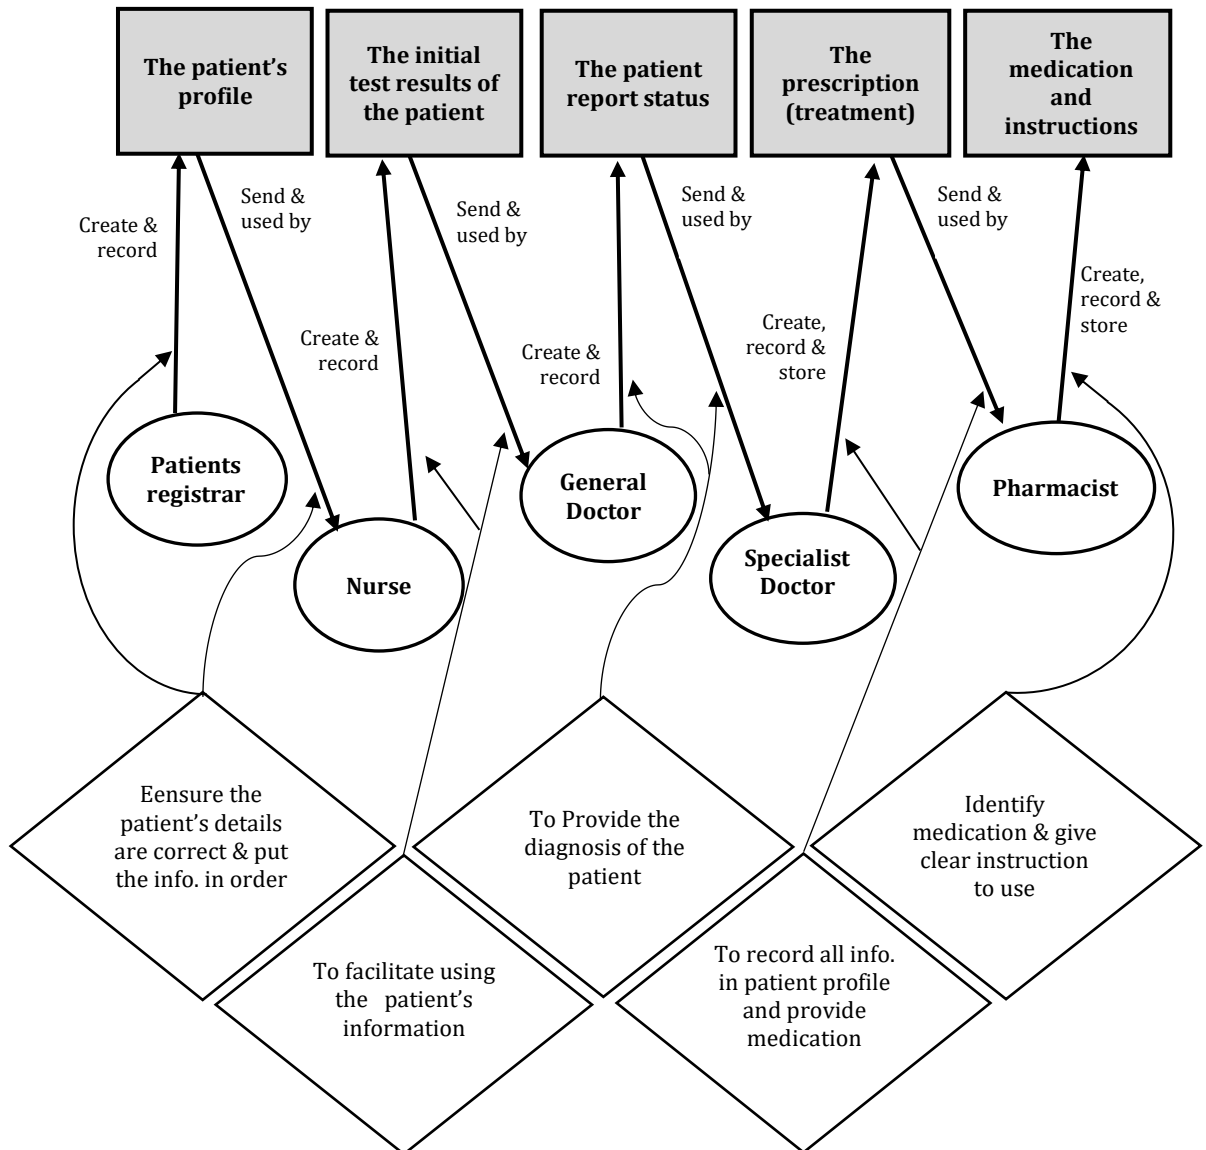 The patient’s
profile
The initial
test results of
the patient
The patient
report status
The
prescription
(treatment)
The
medication
and
instructions
Create &
record
Send &
used by
Create &
record
Send &
used by
Create &
record
Send &
used by
Create,
record &
store
Send &
used by
Create,
record &
store
Patients
registrar
Nurse
General
Doctor
Specialist
Doctor
Pharmacist
Eensure the
patient’s details
are correct & put
the info. in order
To facilitate using
the patient’s
information
To Provide the
diagnosis of the
patient
To record all info.
in patient profile
and provide
medication
Identify
medication & give
clear instruction
to use